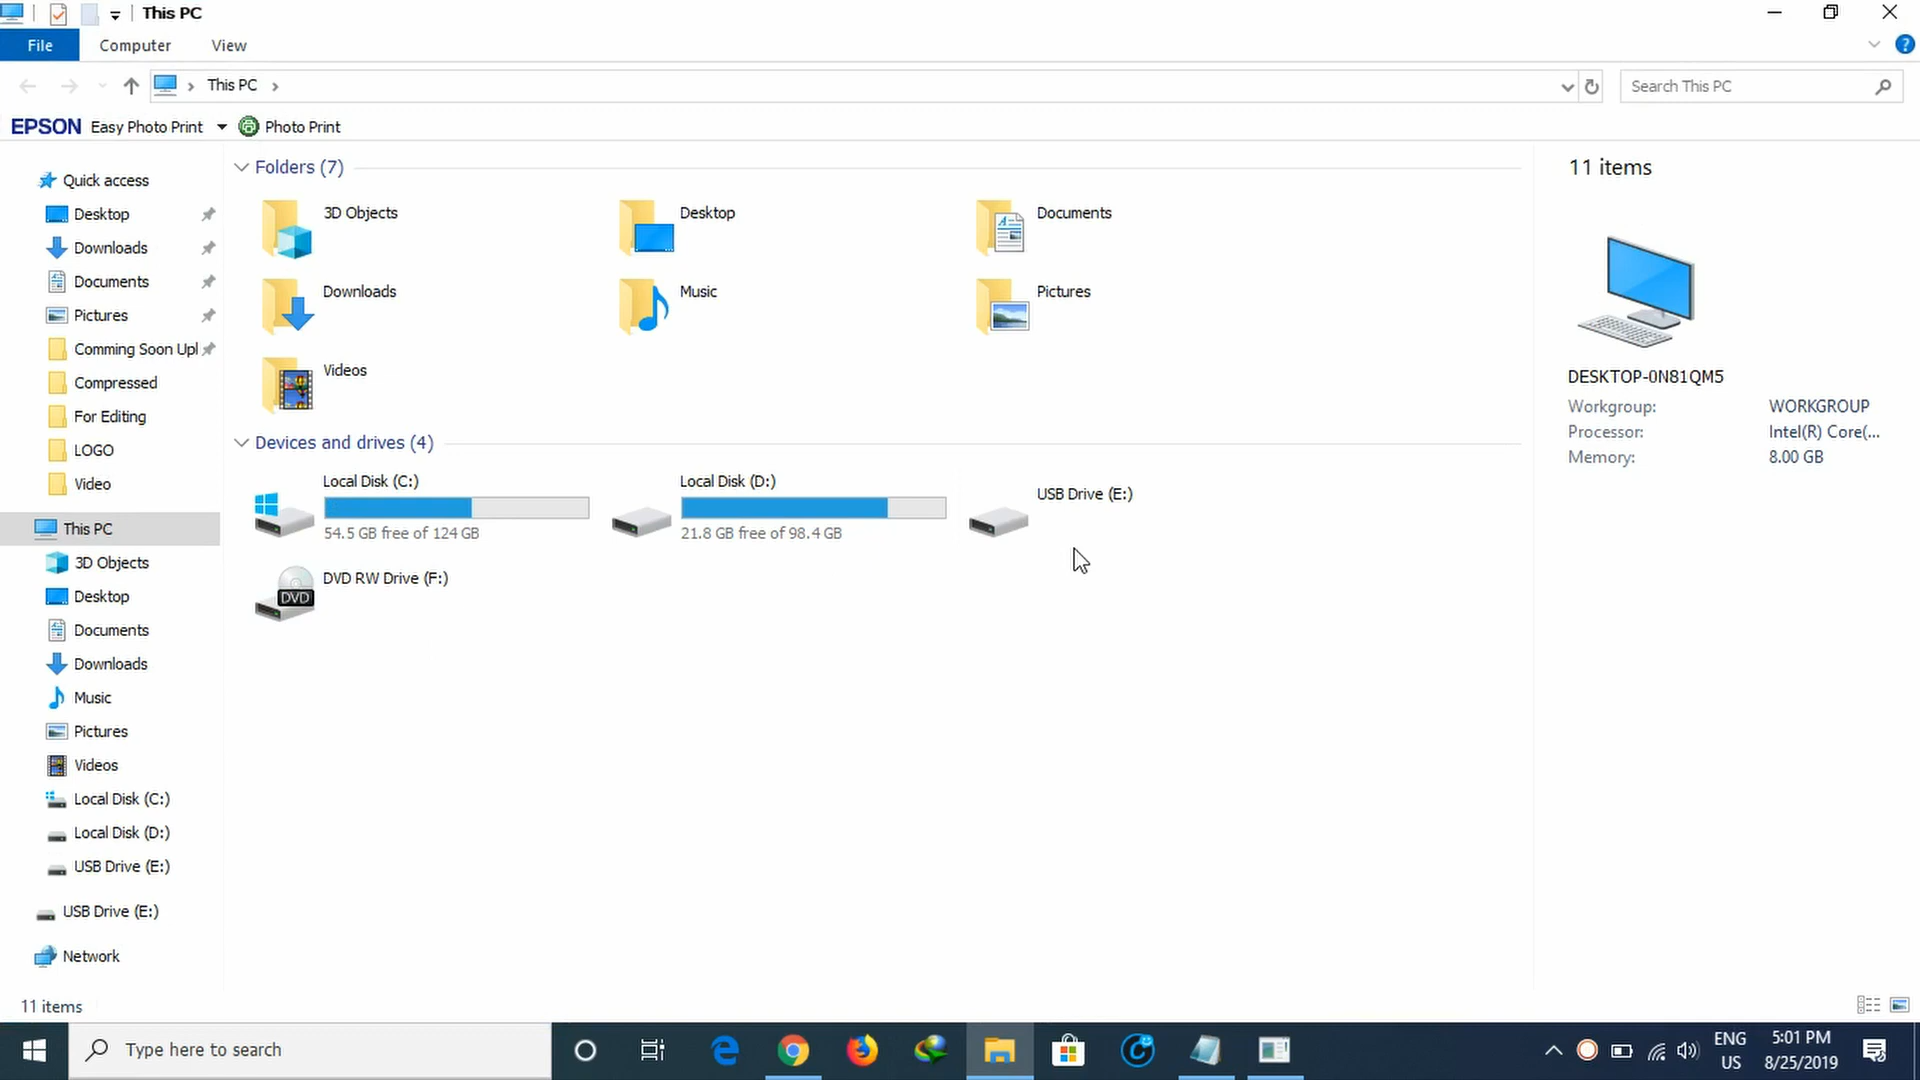 This PC
File
Computer
View
This PC
Search This PC
EPSON Easy Photo Print
Photo Print
Quick access
Desktop
Downloads
Documents
Pictures
Comming Soon Upl
Compressed
For Editing
LOGO
Video
This PC
3D Objects
Desktop
Documents
Downloads
Music
Pictures
Videos
Local Disk (C:)
Local Disk (D:)
USB Drive (E:)
USB Drive (E:)
Network
Folders (7)
3D Objects
Desktop
Documents
Downloads
Music
Pictures
Videos
Devices and drives (4)
Local Disk (C:)
54.5 GB free of 124 GB
Local Disk (D:)
21.8 GB free of 98.4 GB
USB Drive (E:)
DVD
DVD RW Drive (F:)
11 items
DESKTOP-0N81QM5
Workgroup: WORKGROUP
Processor: Intel(R) Core(...
Memory: 8.00 GB
11 items
Type here to search
ENG
US
5:01 PM
8/25/2019